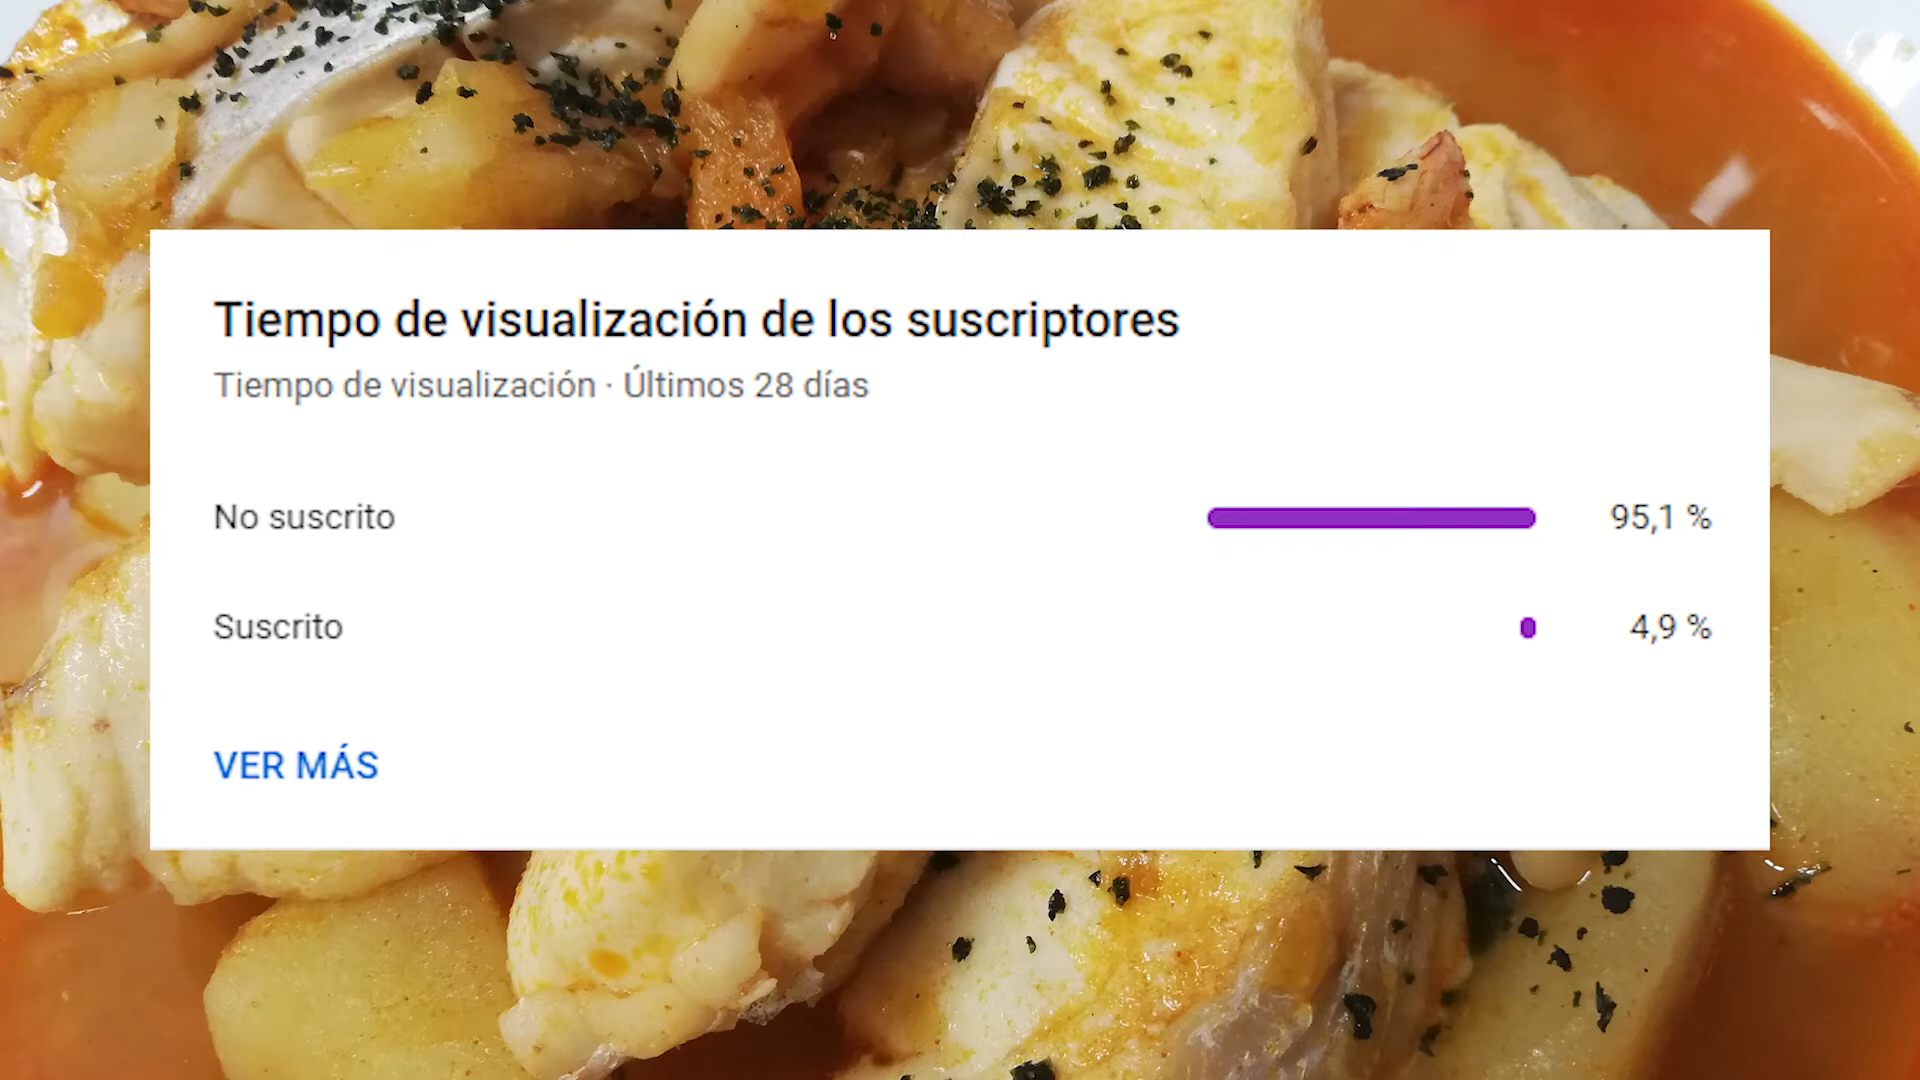 Tiempo de visualización de los suscriptores
Tiempo de visualización · Últimos 28 días
No suscrito 95,1 %
Suscrito 4,9 %
VER MÁS